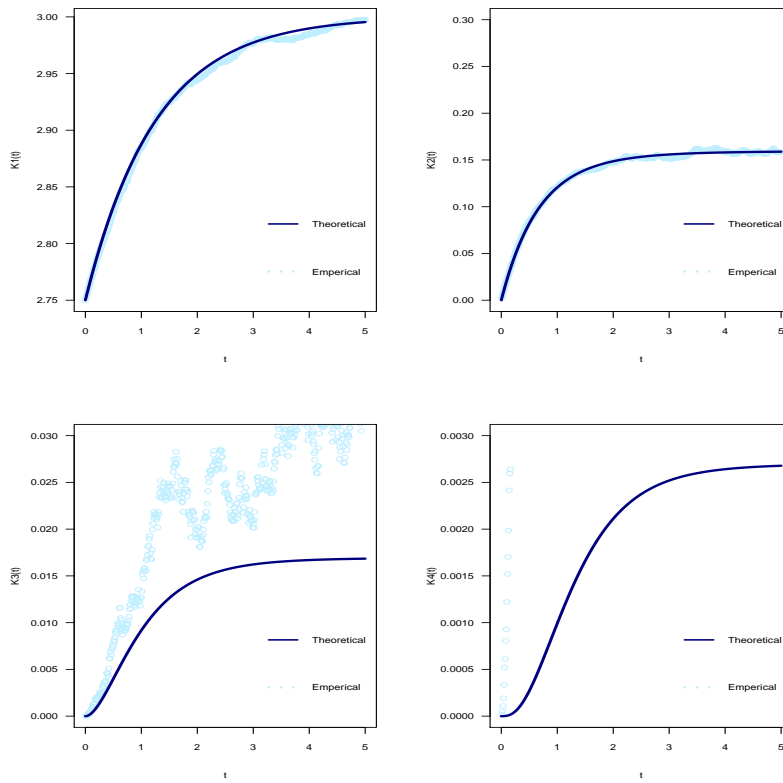 3.00
2.95
2.90
2.85
2.80
2.75
K1(t)
Theoretical
Emperical
0 1 2 3 4 5
t
0.30
0.25
0.20
0.15
0.10
0.05
0.00
K2(t)
Theoretical
Emperical
0 1 2 3 4 5
t
0.030
0.025
0.020
0.015
0.010
0.005
0.000
K3(t)
Theoretical
Emperical
0 1 2 3 4 5
t
0.0030
0.0025
0.0020
0.0015
0.0010
0.0005
0.0000
K4(t)
Theoretical
Emperical
0 1 2 3 4 5
t